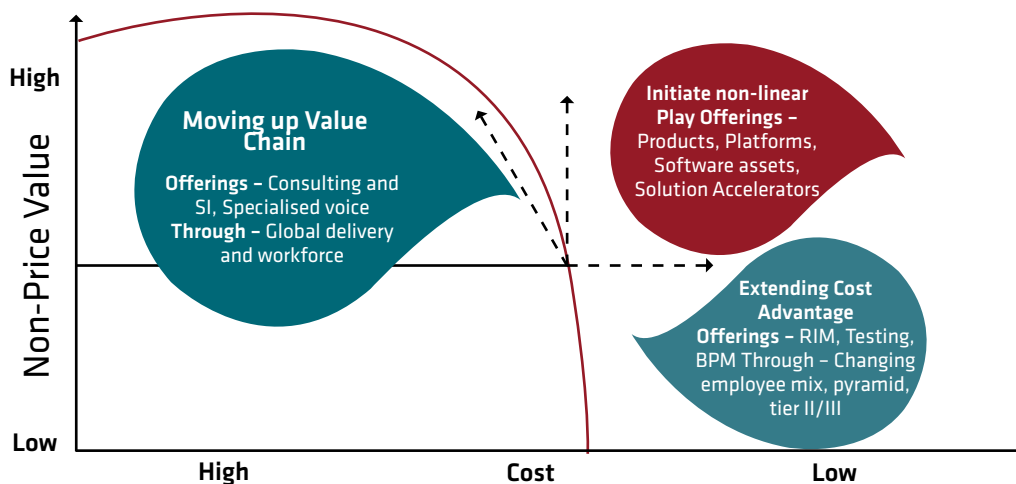 High
Non-Price Value
Low
Moving up Value
Chain
Offerings – Consulting and
SI, Specialised voice
Through – Global delivery
and workforce
Initiate non-linear
Play Offerings –
Products, Platforms,
Software assets,
Solution Accelerators
Extending Cost
Advantage
Offerings – RIM, Testing,
BPM Through – Changing
employee mix, pyramid,
tier II/III
High
Cost
Low